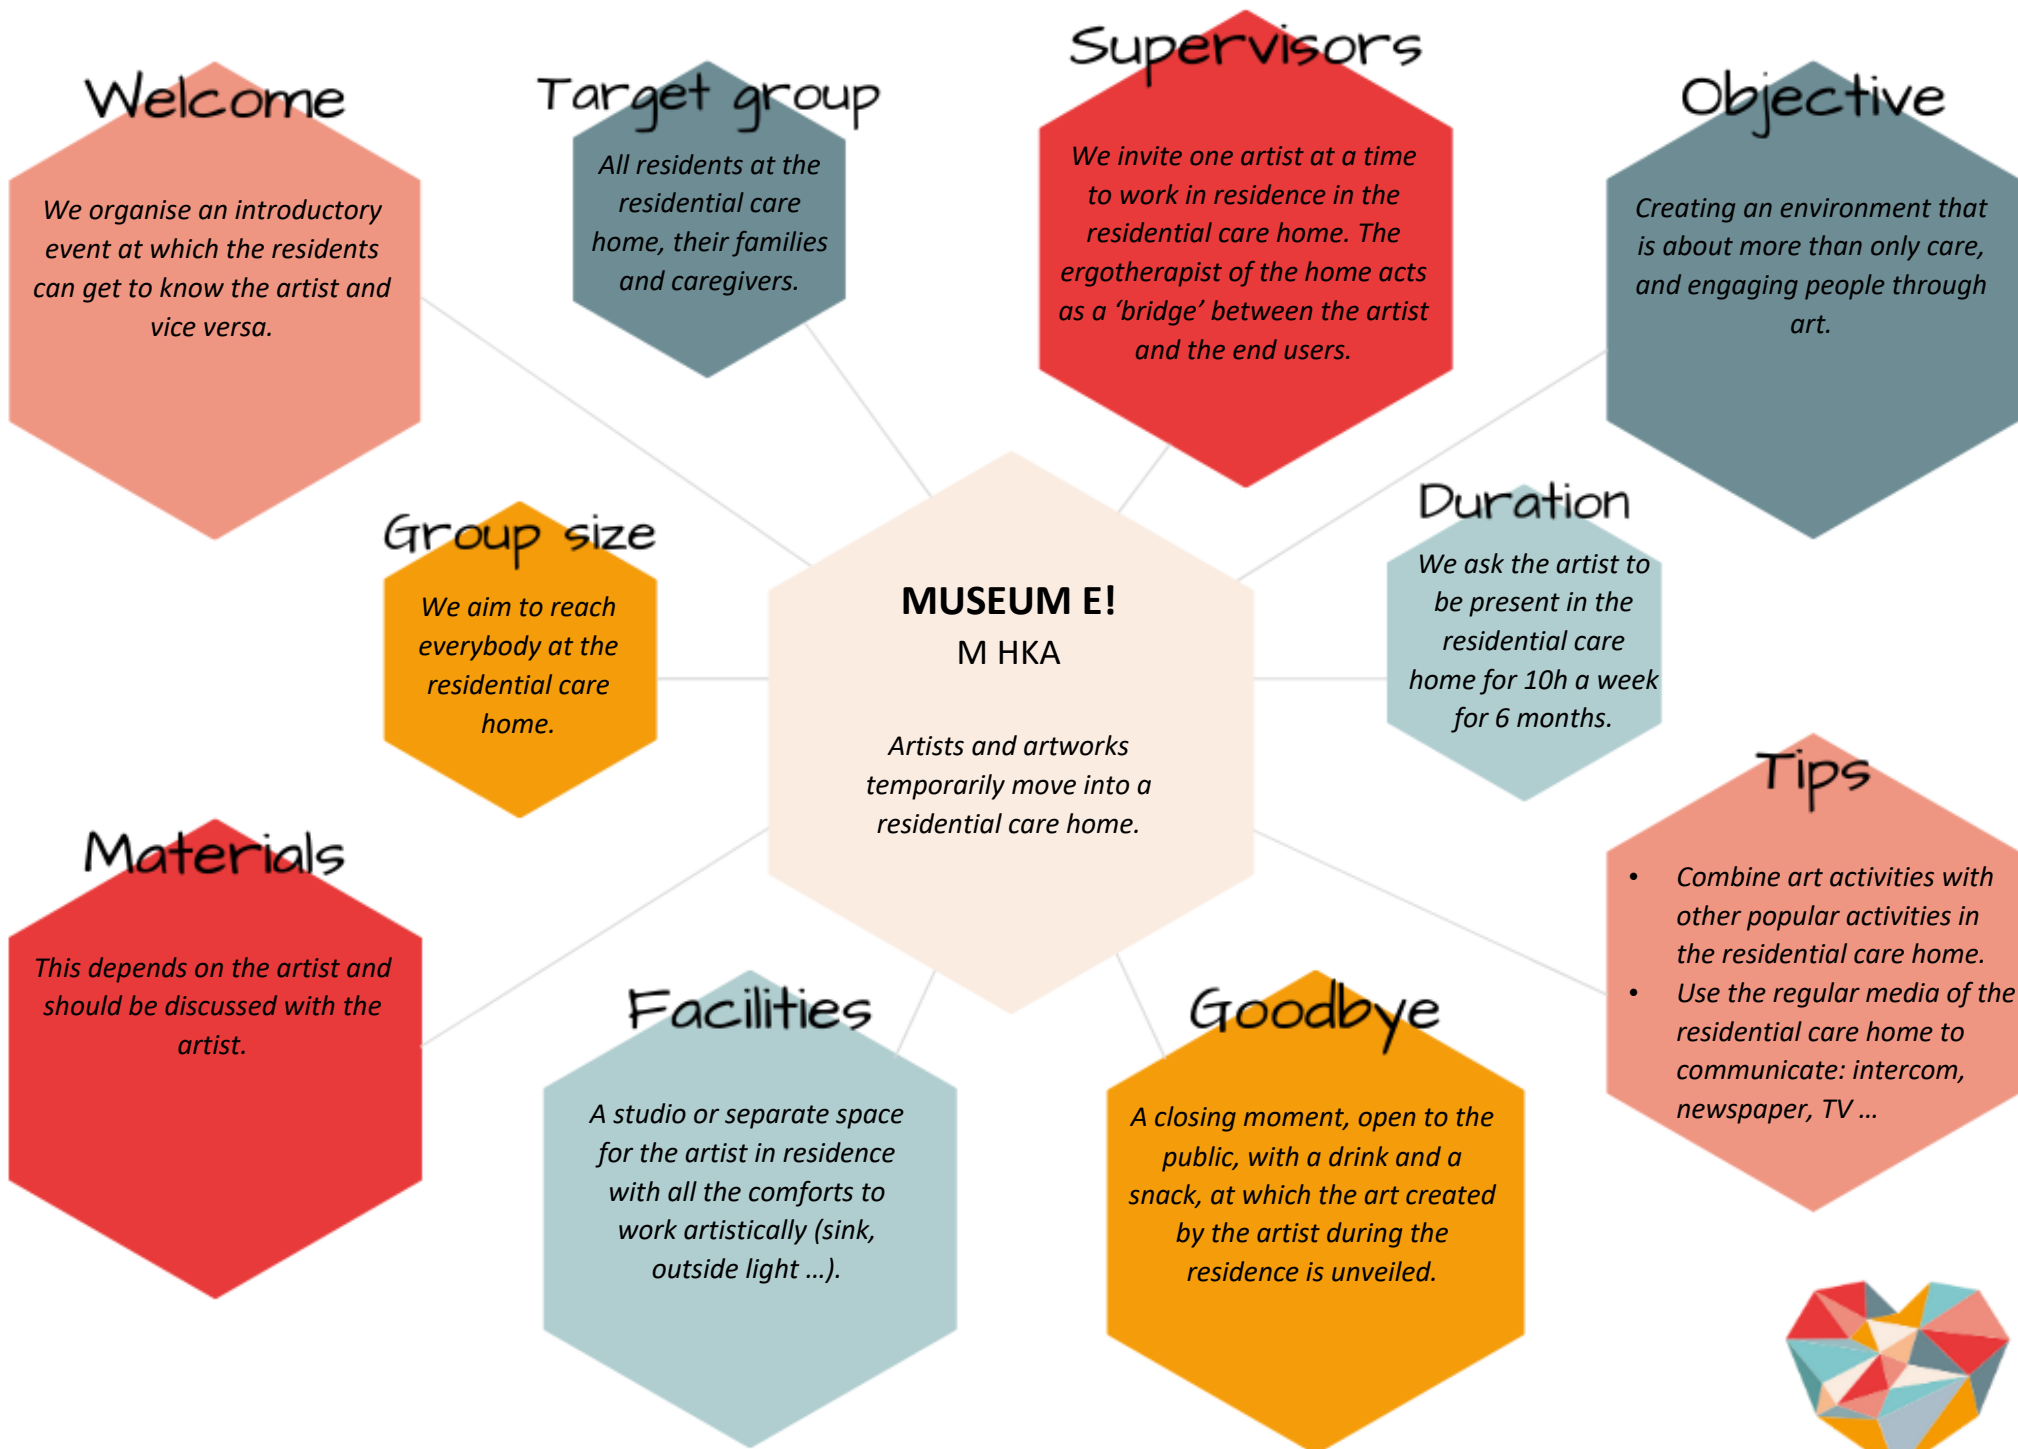 Welcome
We organise an introductory
event at which the residents
can get to know the artist and
vice versa.
Target group
All residents at the
residential care
home, their families
and caregivers.
Supervisors
We invite one artist at a time
to work in residence in the
residential care home. The
ergotherapist of the home acts
as a ‘bridge’ between the artist
and the end users.
Objective
Creating an environment that
is about more than only care,
and engaging people through
art.
Group size
We aim to reach
everybody at the
residential care
home.
MUSEUM E!
M HKA
Artists and artworks
temporarily move into a
residential care home.
Duration
We ask the artist to
be present in the
residential care
home for 10h a week
for 6 months.
Materials
This depends on the artist and
should be discussed with the
artist.
Facilities
A studio or separate space
for the artist in residence
with all the comforts to
work artistically (sink,
outside light …).
Goodbye
A closing moment, open to the
public, with a drink and a
snack, at which the art created
by the artist during the
residence is unveiled.
Tips
• Combine art activities with
other popular activities in
the residential care home.
• Use the regular media of the
residential care home to
communicate: intercom,
newspaper, TV …